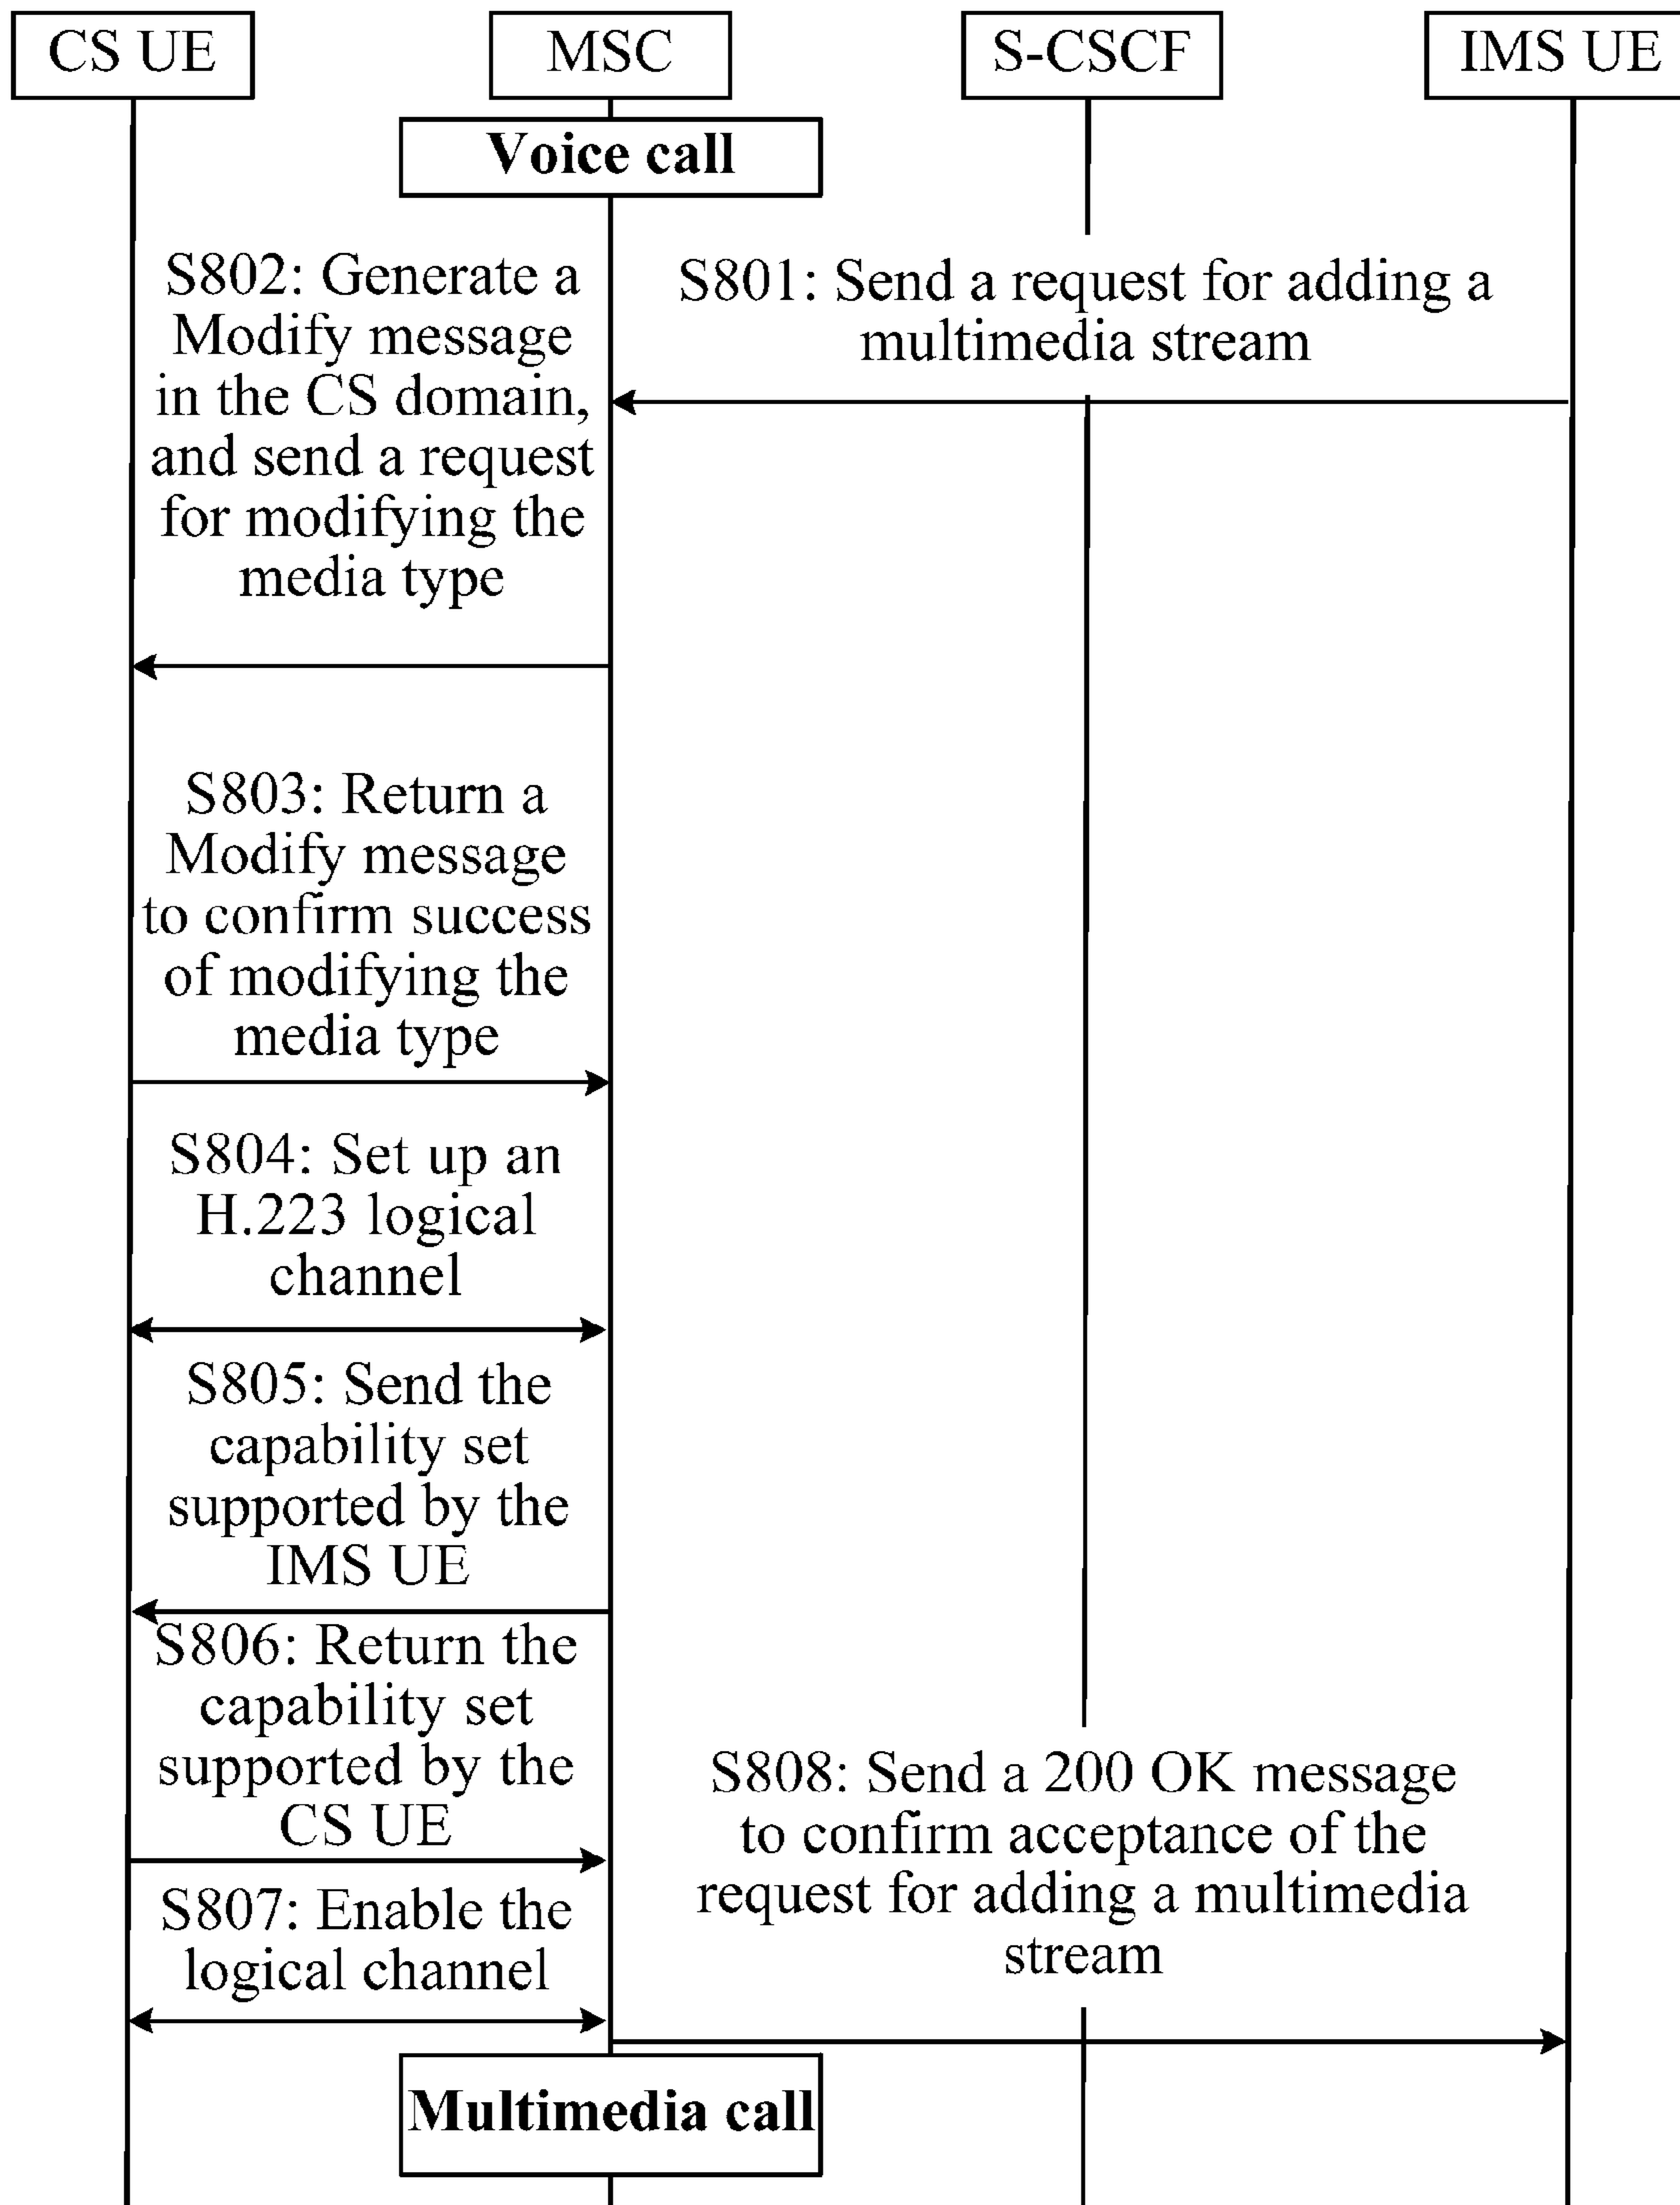 CS UE
MSC
S-CSCF
IMS UE
Voice call
S801: Send a request for adding a
multimedia stream
S802: Generate a
Modify message
in the CS domain,
and send a request
for modifying the
media type
S803: Return a
Modify message
to confirm success
of modifying the
media type
S804: Set up an
H.223 logical
channel
S805: Send the
capability set
supported by the
IMS UE
S806: Return the
capability set
supported by the
CS UE
S807: Enable the
logical channel
S808: Send a 200 OK message
to confirm acceptance of the
request for adding a multimedia
stream
Multimedia call